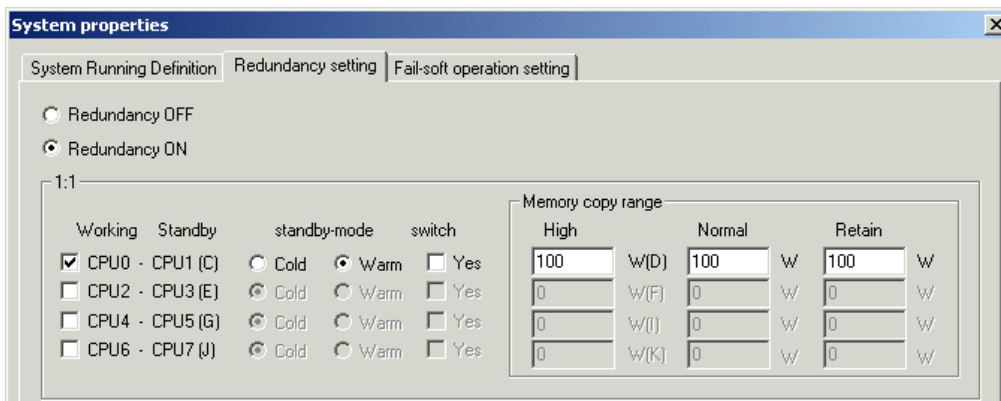 System properties
System Running Definition Redundancy setting Fail-soft operation setting
Redundancy OFF
Redundancy ON
1:1
Memory copy range
Working Standby standby-mode switch High Normal Retain
CPU0 - CPU1 (C) Cold Warm Yes 100 W(D) 100 W 100 W
CPU2 - CPU3 (E) Cold Warm Yes 0 W(F) 0 W 0 W
CPU4 - CPU5 (G) Cold Warm Yes 0 W(I) 0 W 0 W
CPU6 - CPU7 (J) Cold Warm Yes 0 W(K) 0 W 0 W